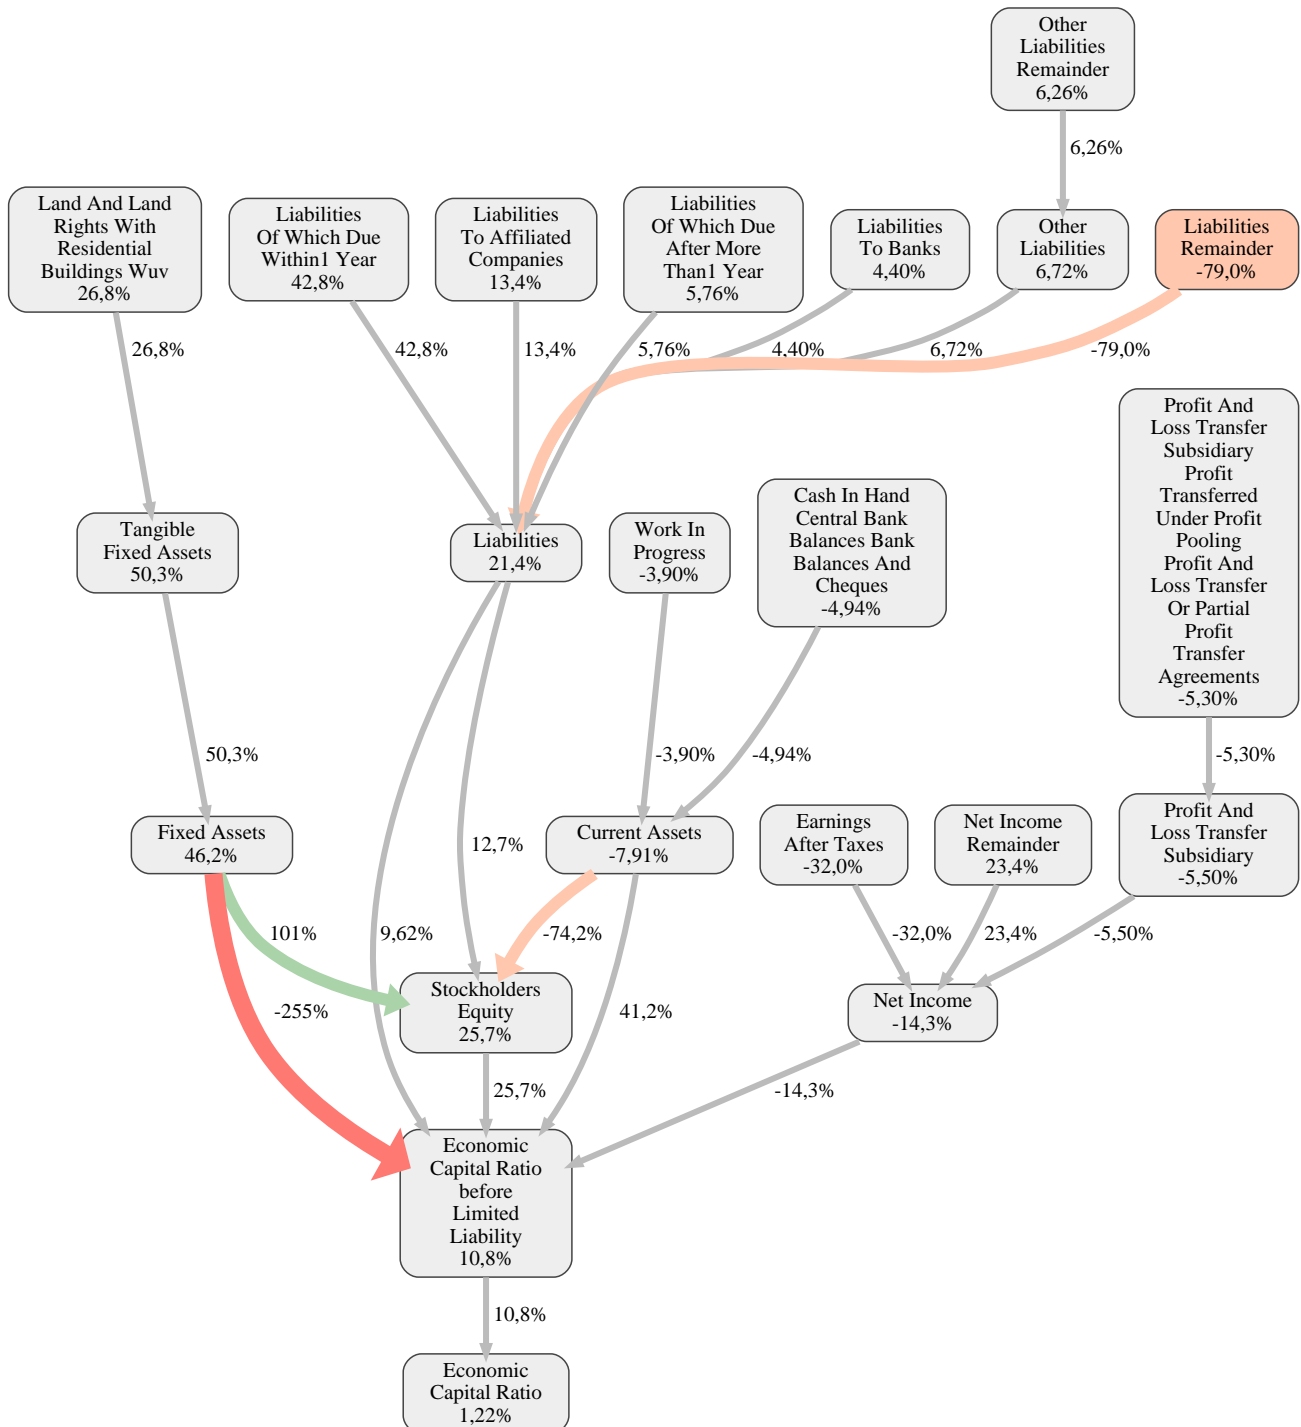 Other
Liabilities
Remainder
6,26%
6,26%
Land And Land
Rights With
Residential
Buildings Wuv
26,8%
Liabilities
Of Which Due
Within1 Year
42,8%
Liabilities
To Affiliated
Companies
13,4%
Liabilities
Of Which Due
After More
Than1 Year
5,76%
Liabilities
To Banks
4,40%
Other
Liabilities
6,72%
Liabilities
Remainder
-79,0%
26,8%
42,8%
13,4%
5,76%
4,40%
6,72%
-79,0%
Profit And
Loss Transfer
Subsidiary
Profit
Transferred
Under Profit
Pooling
Profit And
Loss Transfer
Or Partial
Profit
Transfer
Agreements
-5,30%
Tangible
Fixed Assets
50,3%
Liabilities
21,4%
Work In
Progress
-3,90%
Cash In Hand
Central Bank
Balances Bank
Balances And
Cheques
-4,94%
50,3%
-3,90%
-4,94%
-5,30%
Fixed Assets
46,2%
12,7%
Current Assets
-7,91%
Earnings
After Taxes
-32,0%
Net Income
Remainder
23,4%
Profit And
Loss Transfer
Subsidiary
-5,50%
101%
9,62%
-74,2%
-32,0%
23,4%
-5,50%
-255%
Stockholders
Equity
25,7%
41,2%
Net Income
-14,3%
25,7%
-14,3%
Economic
Capital Ratio
before
Limited
Liability
10,8%
10,8%
Economic
Capital Ratio
1,22%